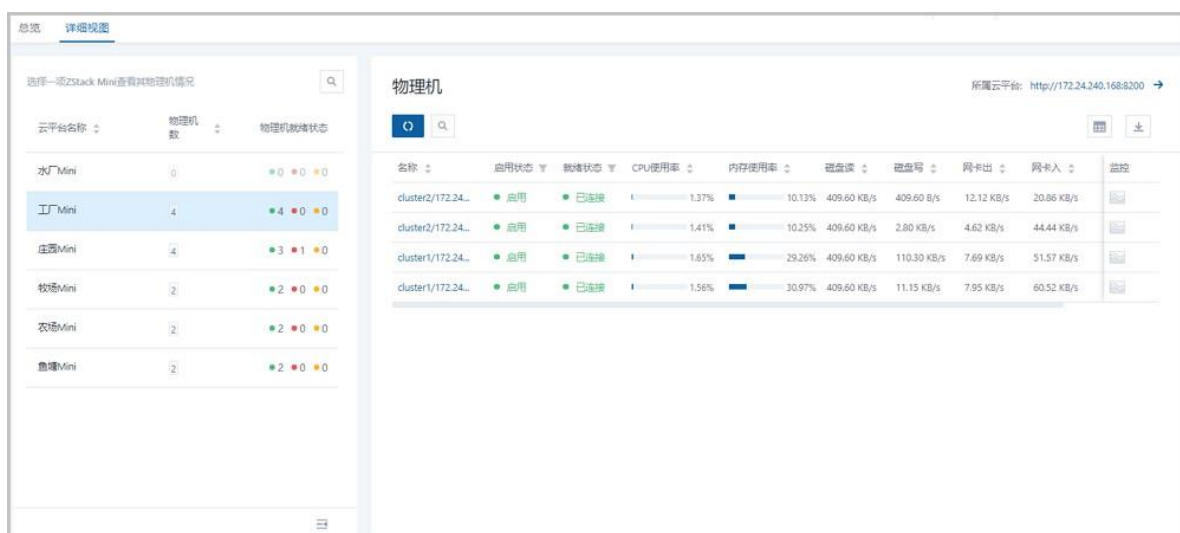 总览 详细视图
选择一项ZStack Mini查看其物理机情况
云平台名称 物理机数 物理机就绪状态
水厂Mini 0 0 0 0
工厂Mini 4 4 0 0
庄园Mini 4 3 1 0
牧场Mini 2 2 0 0
农场Mini 2 2 0 0
鱼塘Mini 2 2 0 0
物理机 所属云平台: http://172.24.240.168:8200
名称 启用状态 就绪状态 CPU使用率 内存使用率 磁盘读 磁盘写 网卡出 网卡入 监控
cluster2/172.24... 启用 已连接 1.37% 10.13% 409.60 KB/s 409.60 B/s 12.12 KB/s 20.86 KB/s
cluster2/172.24... 启用 已连接 1.41% 10.25% 409.60 KB/s 2.80 KB/s 4.62 KB/s 44.44 KB/s
cluster1/172.24... 启用 已连接 1.65% 29.26% 409.60 KB/s 110.30 KB/s 7.69 KB/s 51.57 KB/s
cluster1/172.24... 启用 已连接 1.56% 30.97% 409.60 KB/s 11.15 KB/s 7.95 KB/s 60.52 KB/s